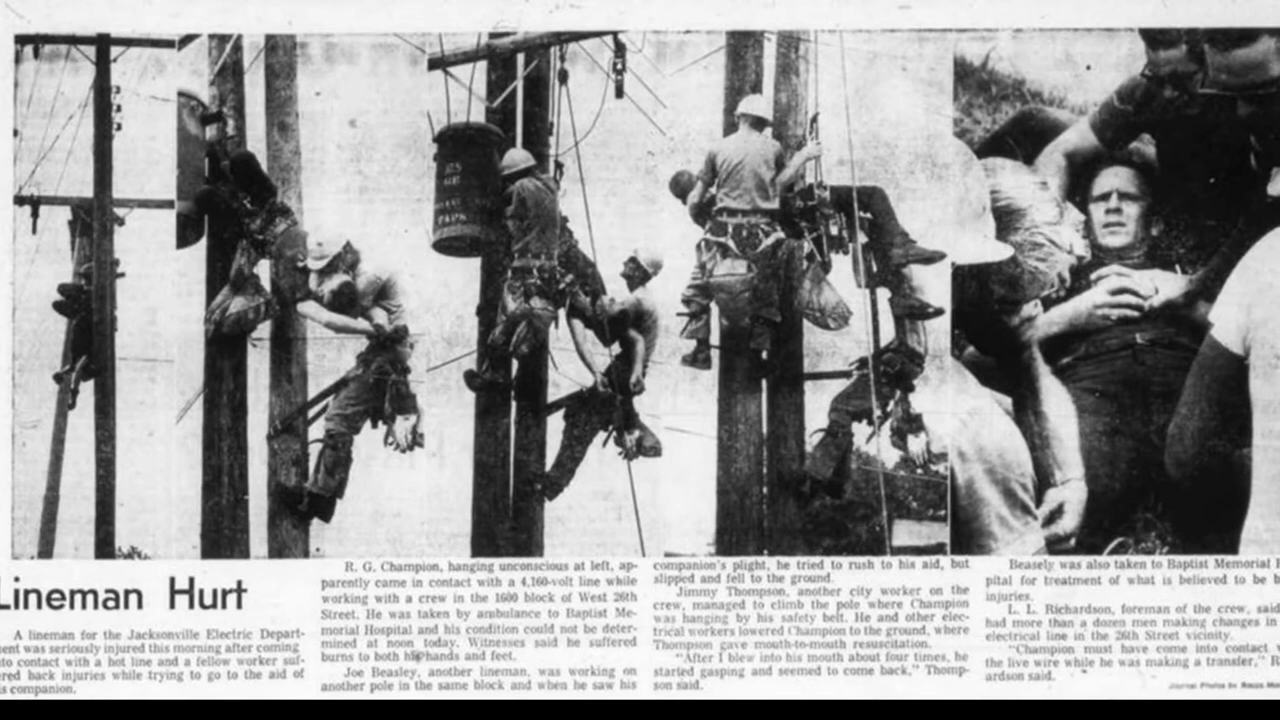 Lineman Hurt
A lineman for the Jacksonville Electric Depart-
ent was seriously injured this morning after coming
to contact with a hot line and a fellow worker suf-
red back injuries while trying to go to the aid of
s companion.
R. G. Champion, hanging unconscious at left, ap-
parently came in contact with a 4,160-volt line while
working with a crew in the 1600 block of West 26th
Street. He was taken by ambulance to Baptist Me-
morial Hospital and his condition could not be deter-
mined at noon today. Witnesses said he suffered
burns to both his hands and feet.
Joe Beasley, another lineman, was working on
another pole in the same block and when he saw his
companion's plight, he tried to rush to his aid, but
slipped and fell to the ground.
Jimmy Thompson, another city worker on the
crew, managed to climb the pole where Champion
was hanging by his safety belt. He and other elec-
trical workers lowered Champion to the ground, where
Thompson gave mouth-to-mouth resuscitation.
"After I blew into his mouth about four times, he
started gasping and seemed to come back," Thomp-
son said.
Beasely was also taken to Baptist Memorial H
pital for treatment of what is believed to be b
injuries.
L. L. Richardson, foreman of the crew, said
had more than a dozen men making changes in
electrical line in the 26th Street vicinity.
"Champion must have come into contact w
the live wire while he was making a transfer," R
ardson said.
Journal Photos by